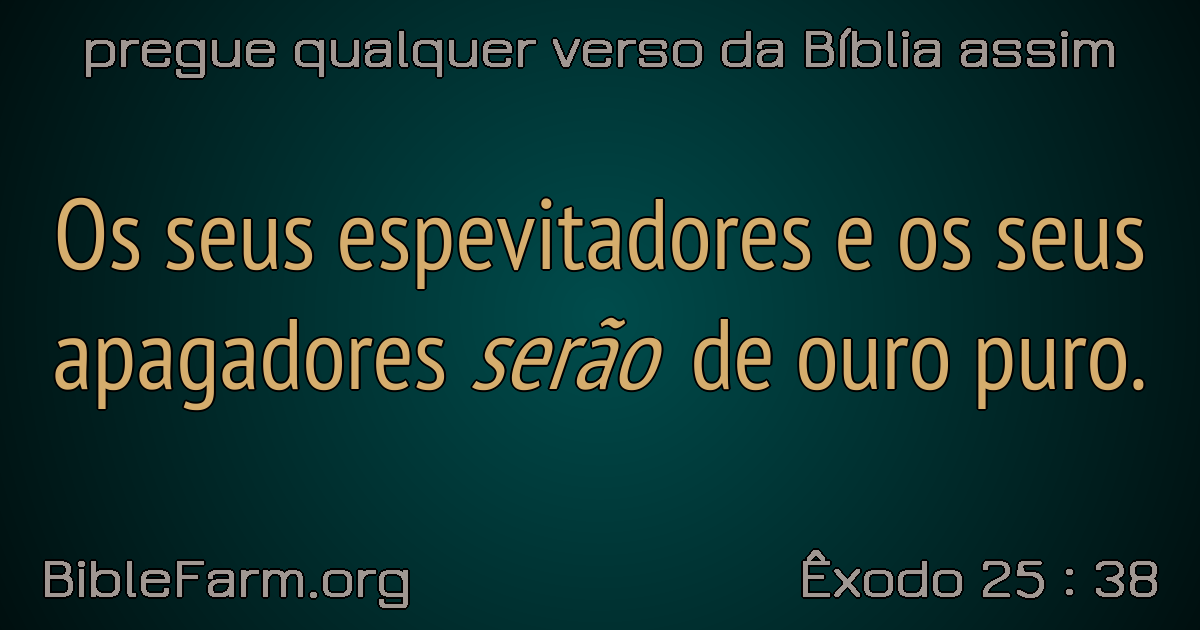 pregue qualquer verso da Bíblia assim
Os seus espevitadores e os seus
apagadores serão de ouro puro.
BibleFarm.org
Êxodo 25 : 38